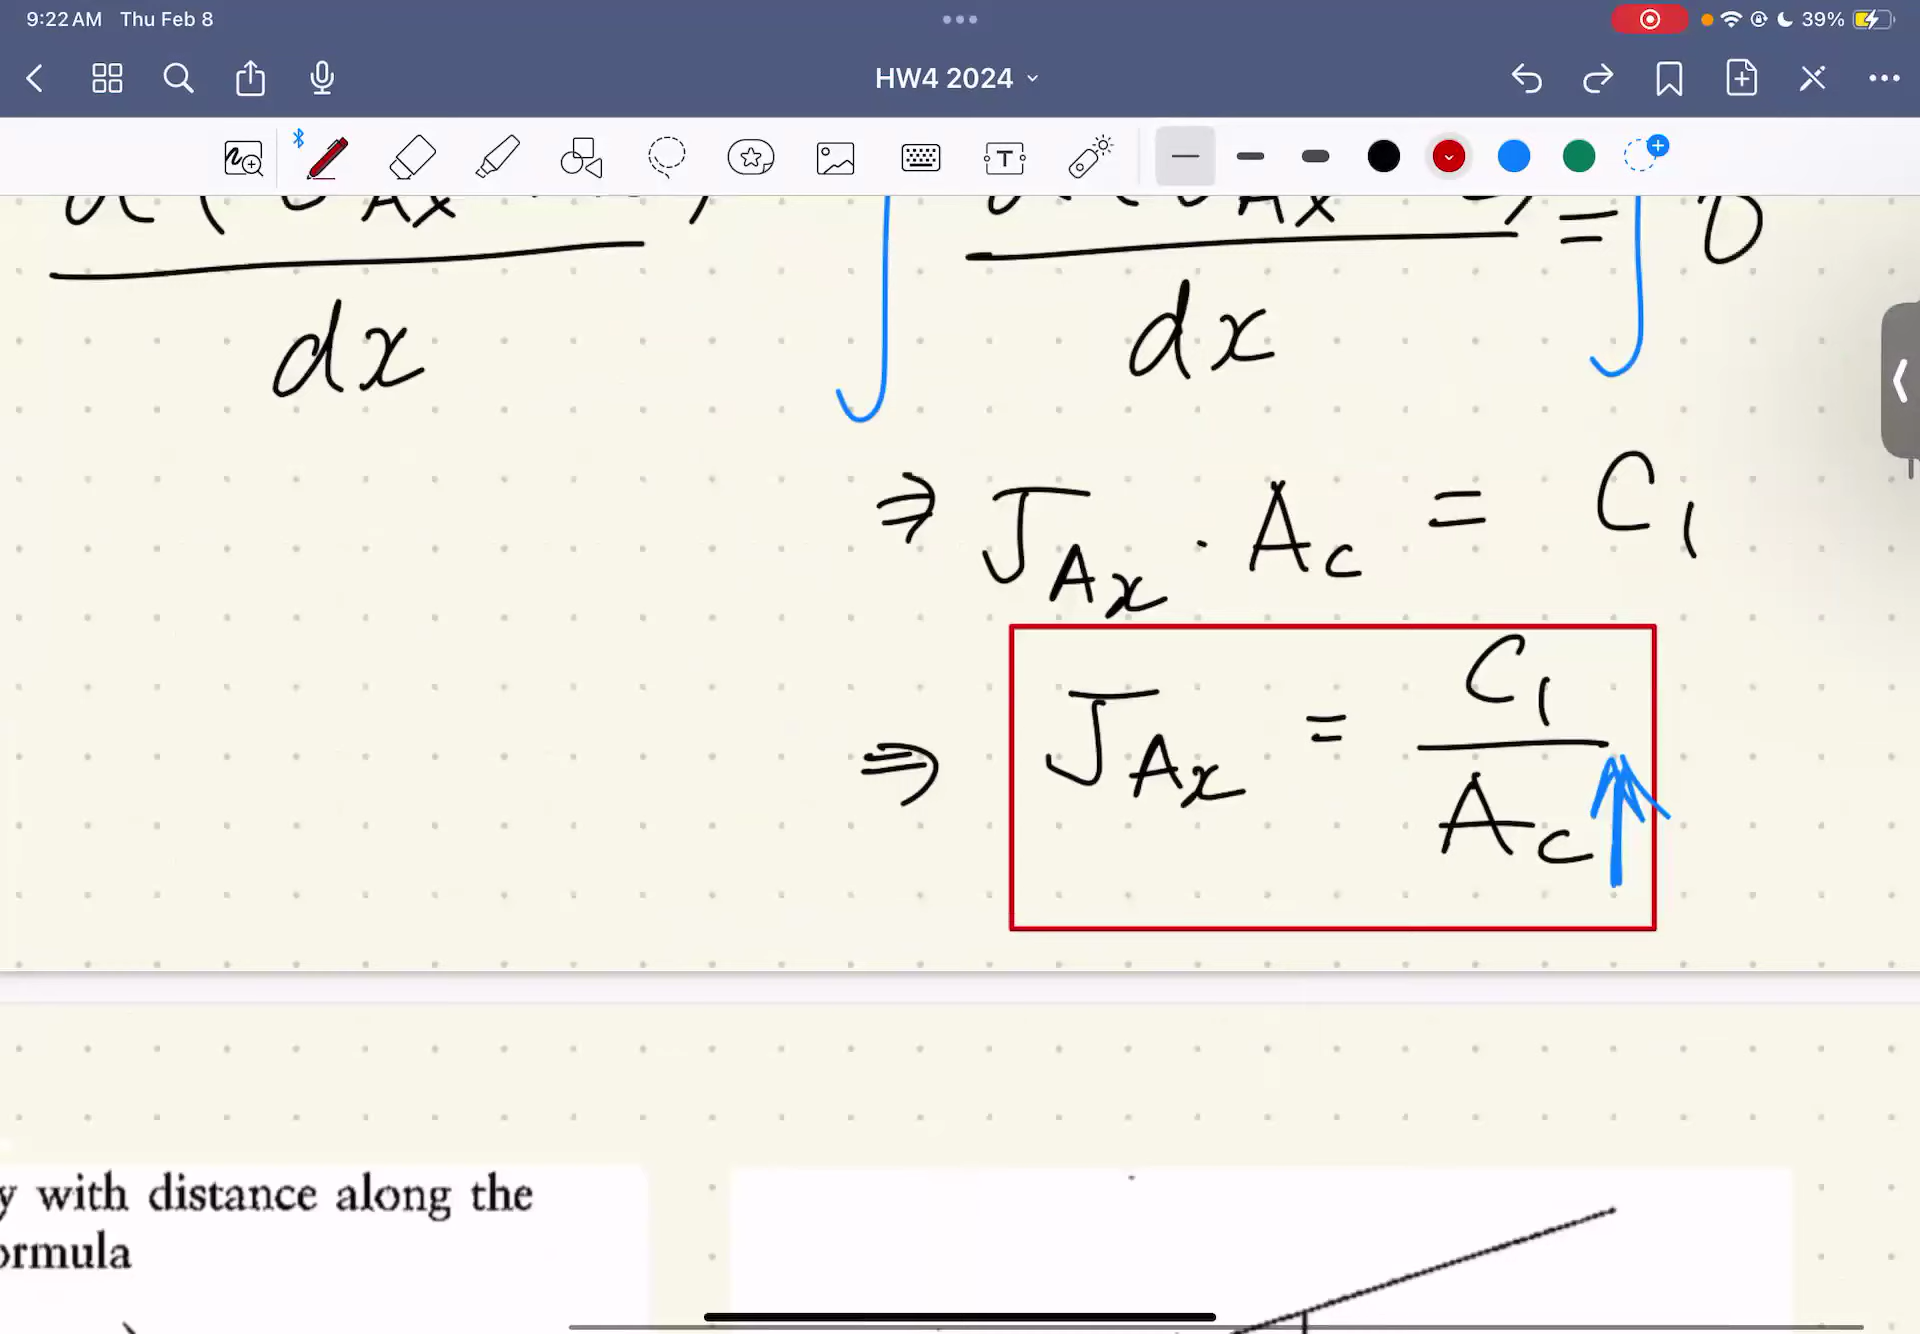 9:22 AM Thu Feb 8
39%
HW4 2024
T
dx
dx
= 0
⇒ J_Ax · A_c = C_1
⇒ J_Ax = C_1 / A_c ↑
with distance along the